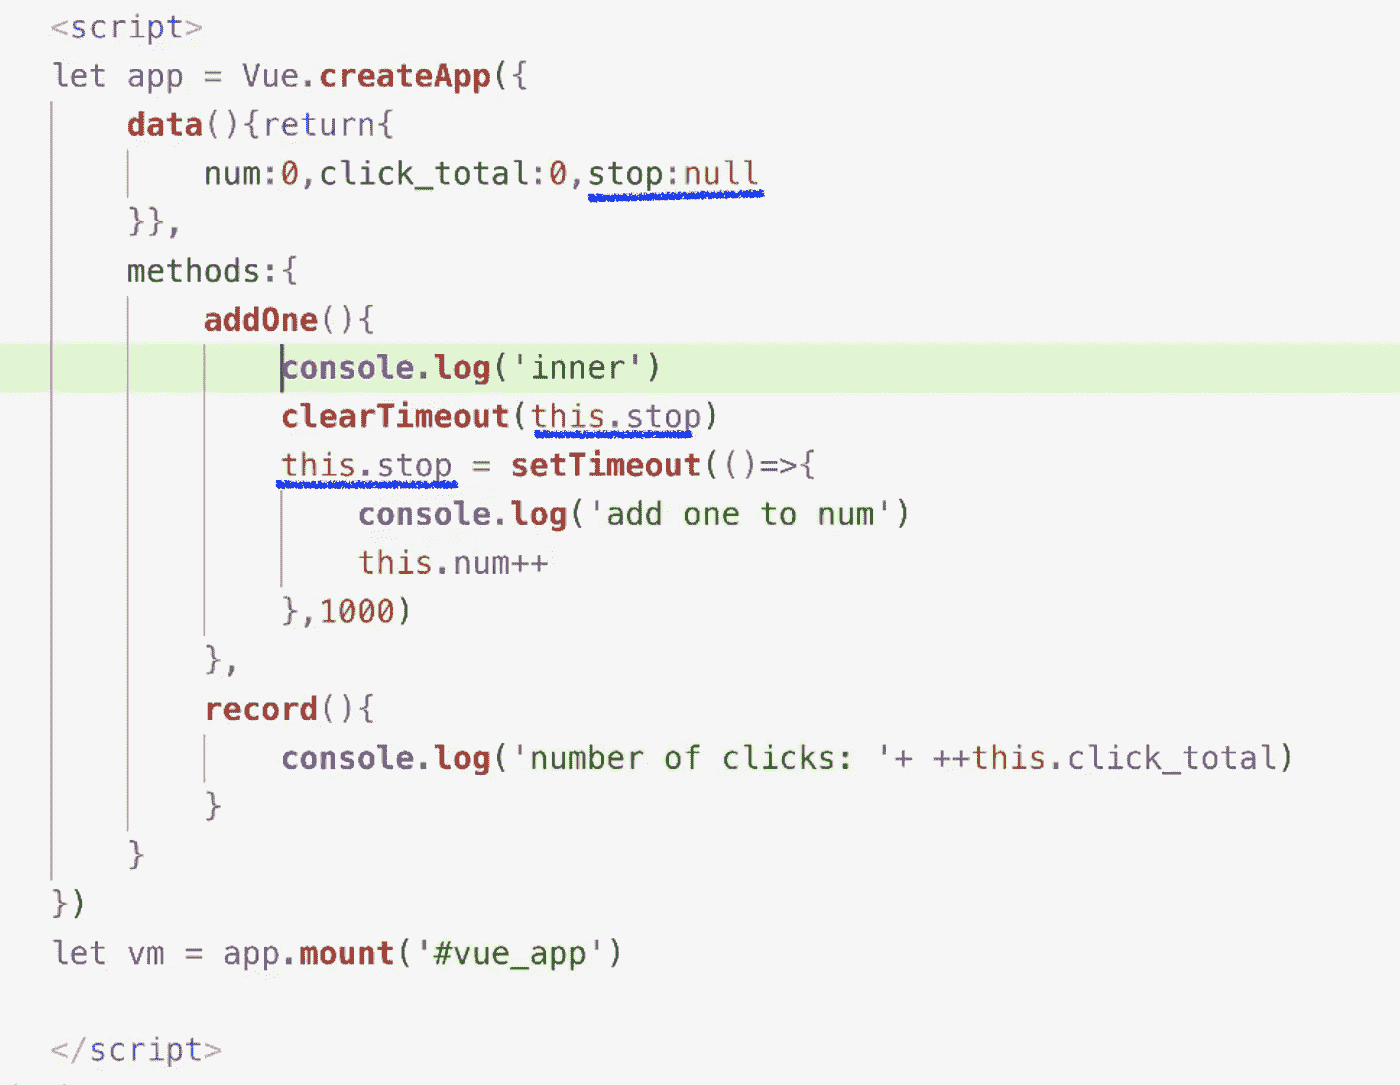 <script>
let app = Vue.createApp({
data(){return{
num:0,click_total:0,stop:null
}},
methods:{
addOne(){
console.log('inner')
clearTimeout(this.stop)
this.stop = setTimeout(()=>{
console.log('add one to num')
this.num++
},1000)
},
record(){
console.log('number of clicks: '+ ++this.click_total)
}
}
})
let vm = app.mount('#vue_app')
</script>